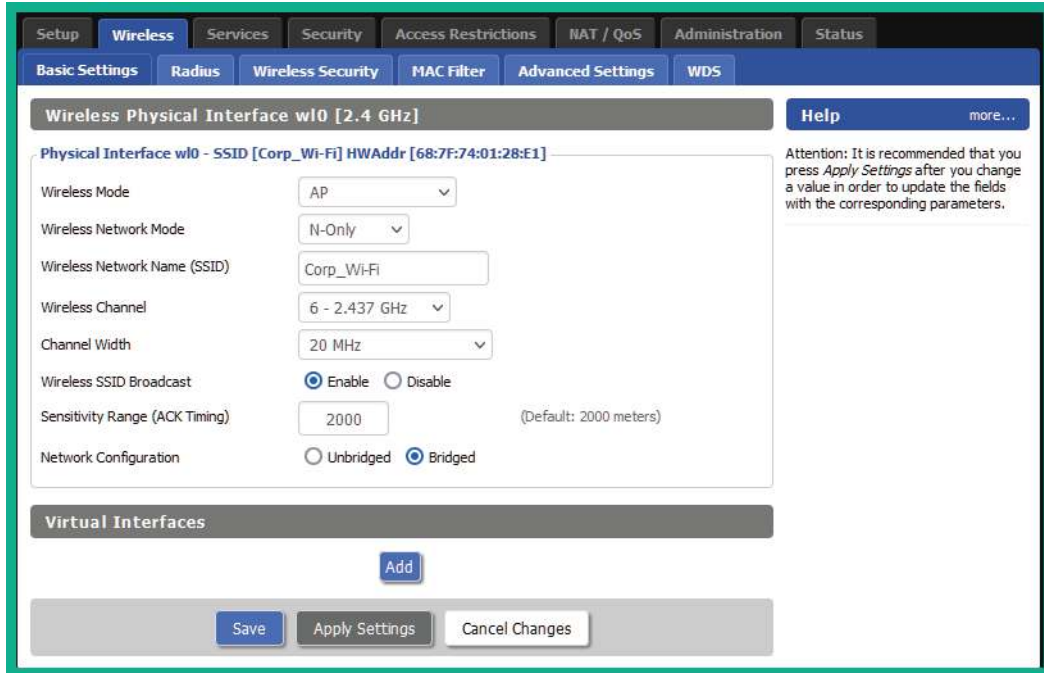 Setup Wireless Services Security Access Restrictions NAT / QoS Administration Status
Basic Settings Radius Wireless Security MAC Filter Advanced Settings WDS
Wireless Physical Interface wl0 [2.4 GHz]
Physical Interface wl0 - SSID [Corp_Wi-Fi] HWAddr [68:7F:74:01:28:E1]
Wireless Mode AP
Wireless Network Mode N-Only
Wireless Network Name (SSID) Corp_Wi-Fi
Wireless Channel 6 - 2.437 GHz
Channel Width 20 MHz
Wireless SSID Broadcast Enable Disable
Sensitivity Range (ACK Timing) 2000 (Default: 2000 meters)
Network Configuration Unbridged Bridged
Virtual Interfaces
Add
Save Apply Settings Cancel Changes
Help more...
Attention: It is recommended that you
press Apply Settings after you change
a value in order to update the fields
with the corresponding parameters.